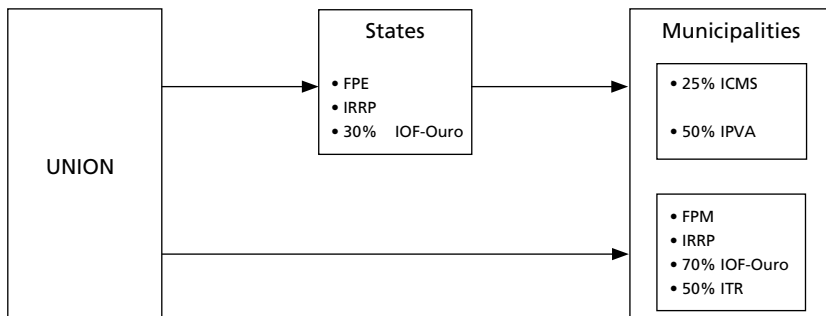 UNION
States
• FPE
• IRRP
• 30% IOF-Ouro
Municipalities
• 25% ICMS
• 50% IPVA
• FPM
• IRRP
• 70% IOF-Ouro
• 50% ITR